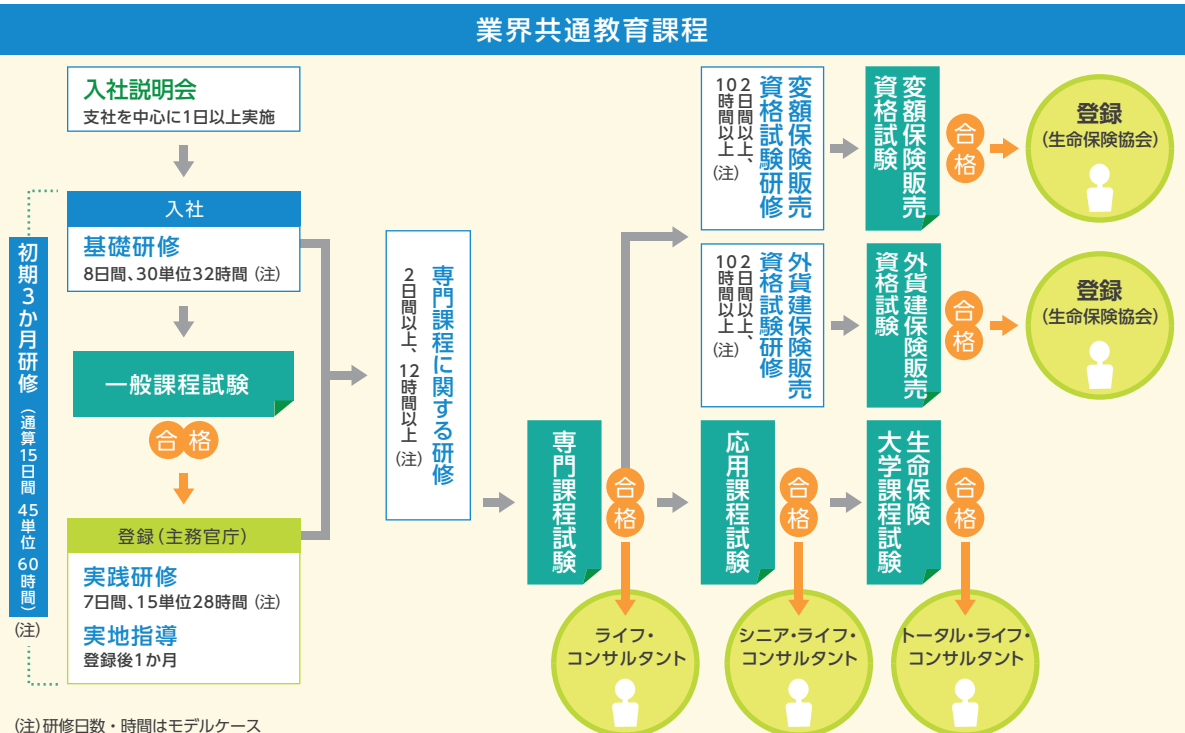 業界共通教育課程
入社説明会
支社を中心に1日以上実施
初期3か月研修（通算15日間 45単位 60時間）
(注)
入社
基礎研修
8日間、30単位32時間 (注)
一般課程試験
合格
登録(主務官庁)
実践研修
7日間、15単位28時間 (注)
実地指導
登録後1か月
専門課程に関する研修
2日間以上、12時間以上
(注)
専門課程試験
合格
ライフ・
コンサルタント
応用課程試験
合格
シニア・ライフ・
コンサルタント
生命保険
大学課程試験
合格
トータル・ライフ・
コンサルタント
変額保険販売
資格試験研修
2日間以上、
10時間以上
(注)
変額保険販売
資格試験
合格
登録
(生命保険協会)
外貨建保険販売
資格試験研修
2日間以上、
10時間以上
(注)
外貨建保険販売
資格試験
合格
登録
(生命保険協会)
(注)研修日数・時間はモデルケース